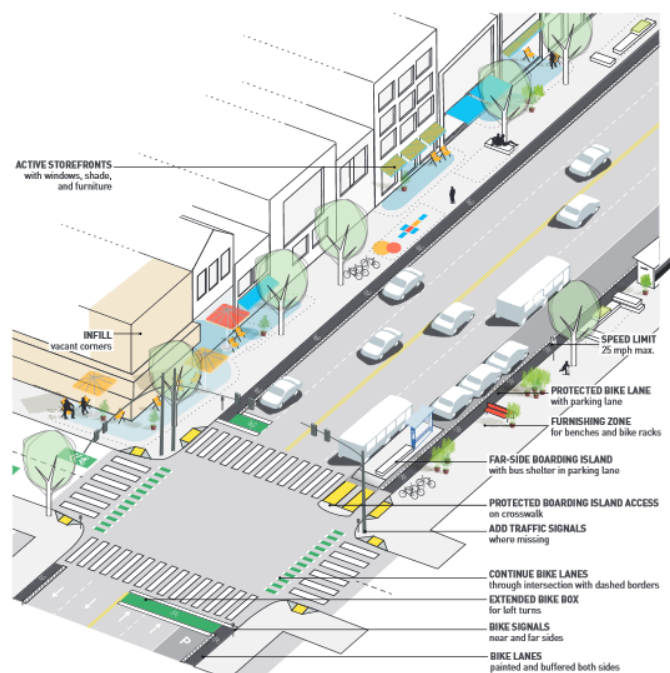 ACTIVE STOREFRONTS
with windows, shade,
and furniture
INFILL
vacant corners
SPEED LIMIT
25 mph max.
PROTECTED BIKE LANE
with parking lane
FURNISHING ZONE
for benches and bike racks
FAR-SIDE BOARDING ISLAND
with bus shelter in parking lane
PROTECTED BOARDING ISLAND ACCESS
on crosswalk
ADD TRAFFIC SIGNALS
where missing
CONTINUE BIKE LANES
through intersection with dashed borders
EXTENDED BIKE BOX
for left turns
BIKE SIGNALS
near and far sides
P
BIKE LANES
painted and buffered both sides